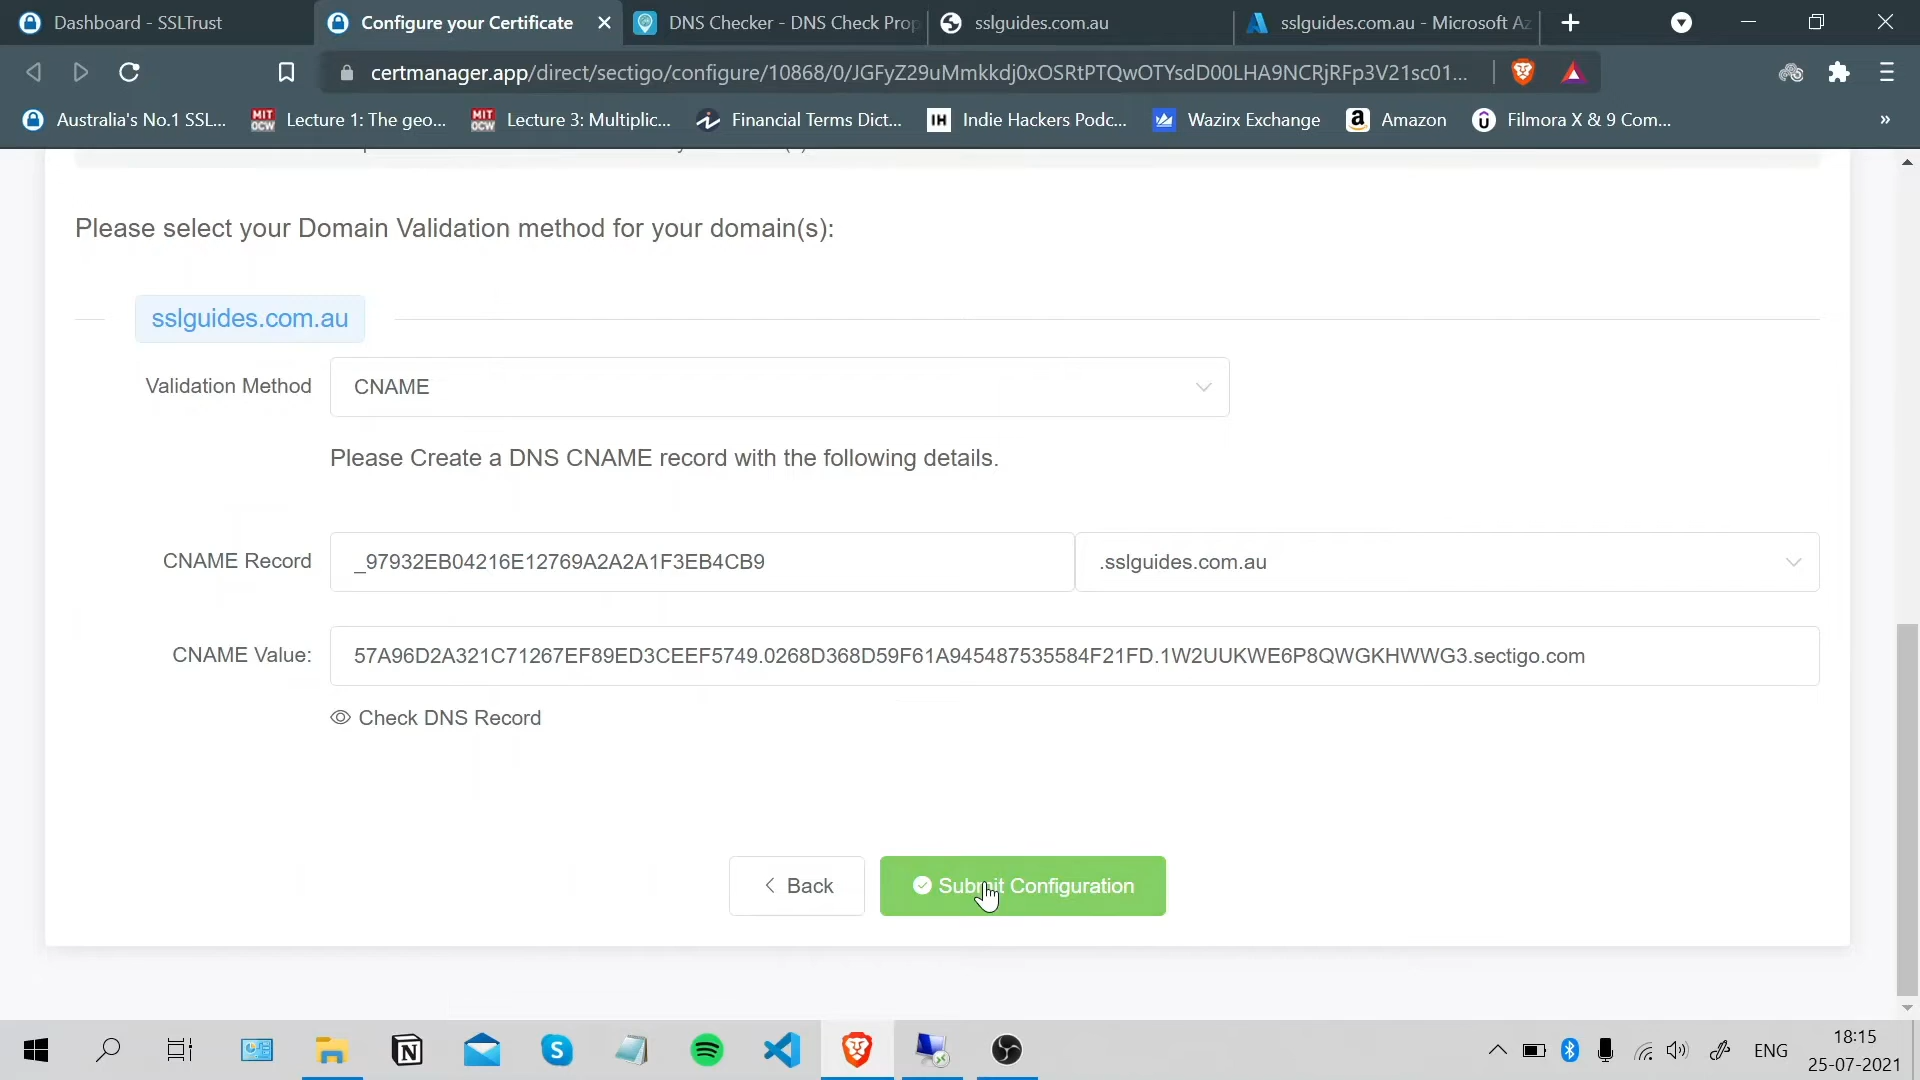 Dashboard - SSLTrust
Configure your Certificate
DNS Checker - DNS Check Prop
sslguides.com.au
sslguides.com.au - Microsoft Az
certmanager.app/direct/sectigo/configure/10868/0/JGFyZ29uMmkkdj0xOSRtPTQwOTYsdD00LHA9NCRjRFp3V21sc01...
Australia's No.1 SSL...
MIT OCW
Lecture 1: The geo...
MIT OCW
Lecture 3: Multiplic...
Financial Terms Dict...
IH
Indie Hackers Podc...
Wazirx Exchange
a
Amazon
Filmora X & 9 Com...
»
Please select your Domain Validation method for your domain(s):
sslguides.com.au
Validation Method
CNAME
Please Create a DNS CNAME record with the following details.
CNAME Record
_97932EB04216E12769A2A2A1F3EB4CB9
.sslguides.com.au
CNAME Value:
57A96D2A321C71267EF89ED3CEEF5749.0268D368D59F61A945487535584F21FD.1W2UUKWE6P8QWGKHWWG3.sectigo.com
Check DNS Record
Back
Submit Configuration
ENG
18:15
25-07-2021